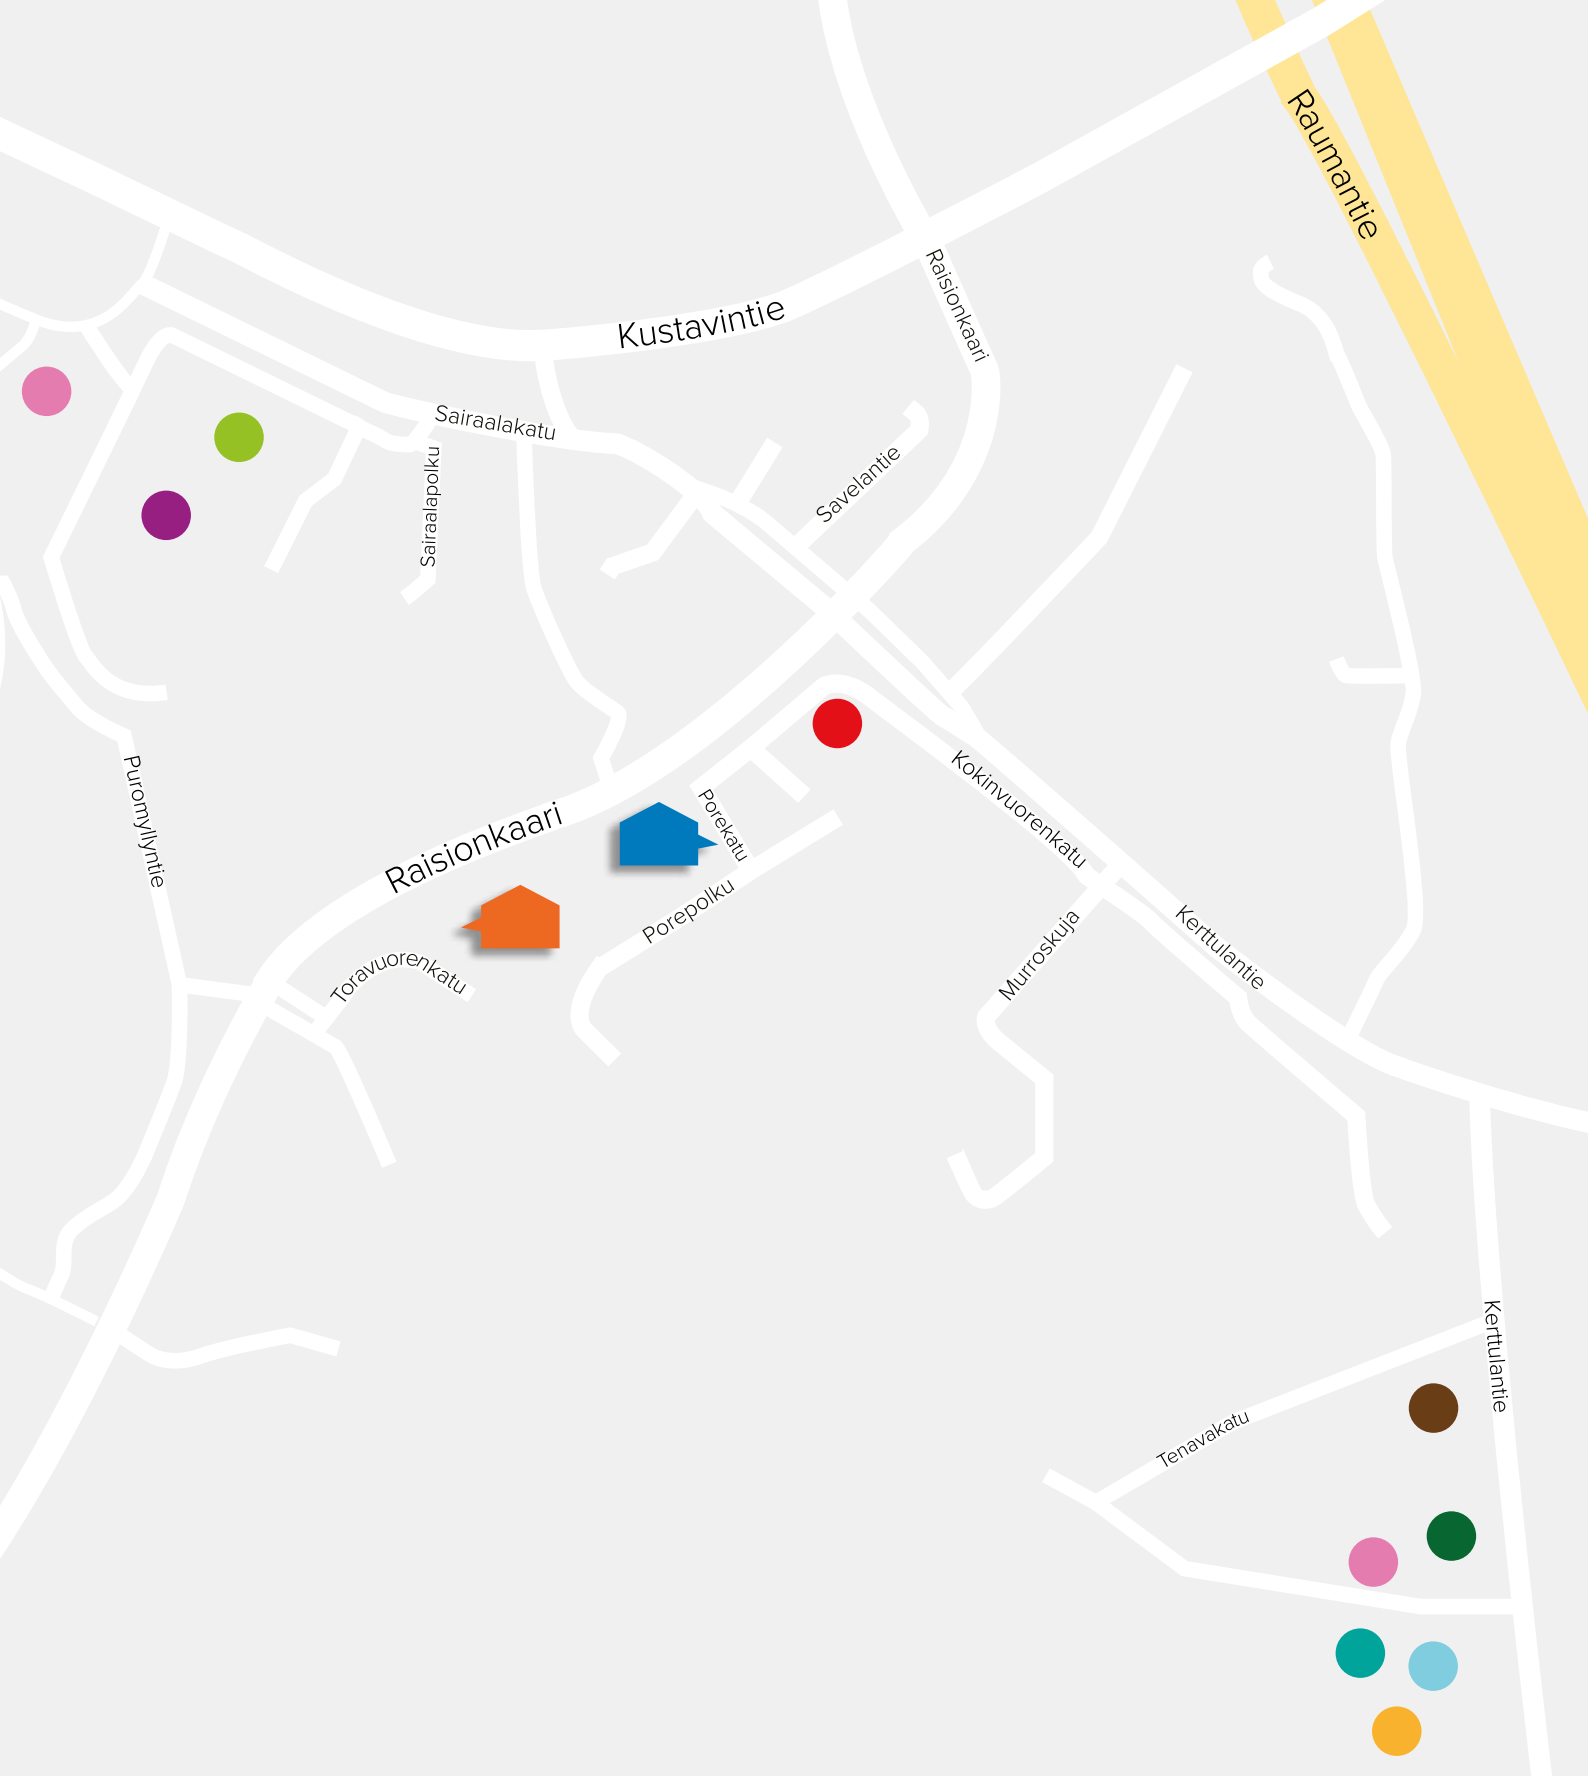 Raumantie
Kustavintie
Raisionkaari
Sairaalakatu
Sairaalapolku
Savelantie
Puromyllyntie
Raisionkaari
Porekatu
Kokinvuorenkatu
Porepolku
Toravuorenkatu
Murroskuja
Kerttulantie
Kerttulantie
Tenavakatu